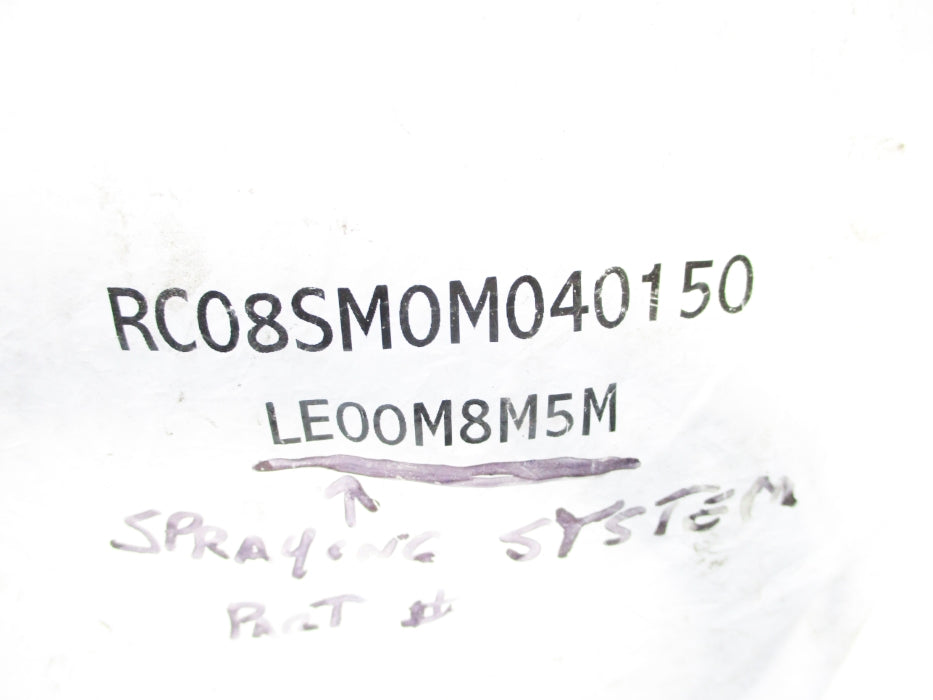 RC08SM0M040150
LE00M8M5M
SPRAYING SYSTEM
PART #